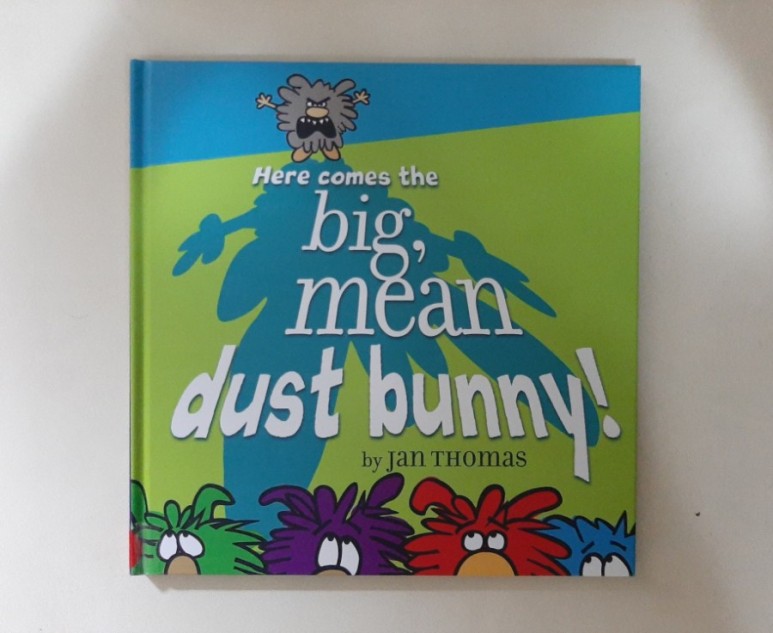 Here comes the
big,
mean
dust bunny!
by Jan Thomas